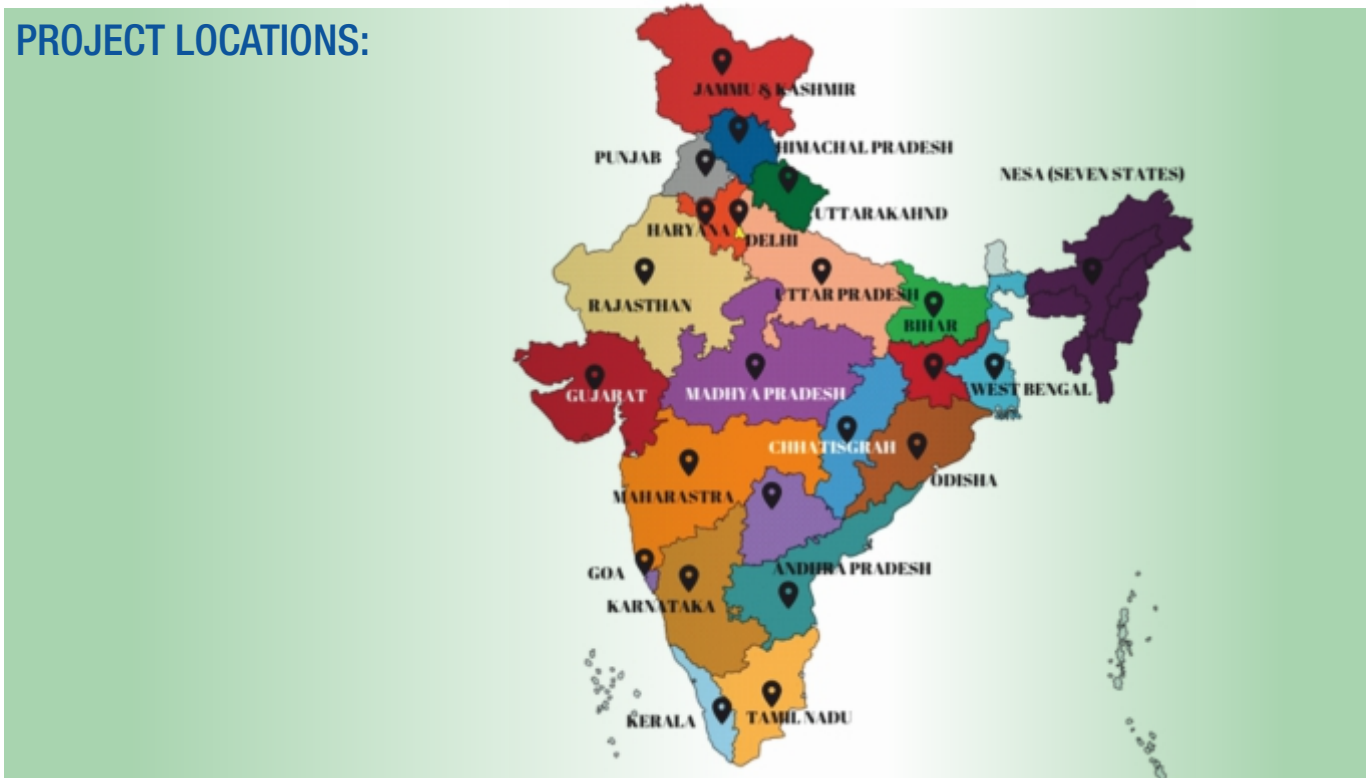 PROJECT LOCATIONS:
JAMMU & KASHMIR
HIMACHAL PRADESH
PUNJAB
NESA (SEVEN STATES)
UTTARAKAHND
HARYANA
DELHI
RAJASTHAN
UTTAR PRADESH
BIHAR
GUJARAT
MADHYA PRADESH
WEST BENGAL
CHHATISGRAH
ODISHA
MAHARASTRA
GOA
ANDHRA PRADESH
KARNATAKA
KERALA
TAMIL NADU